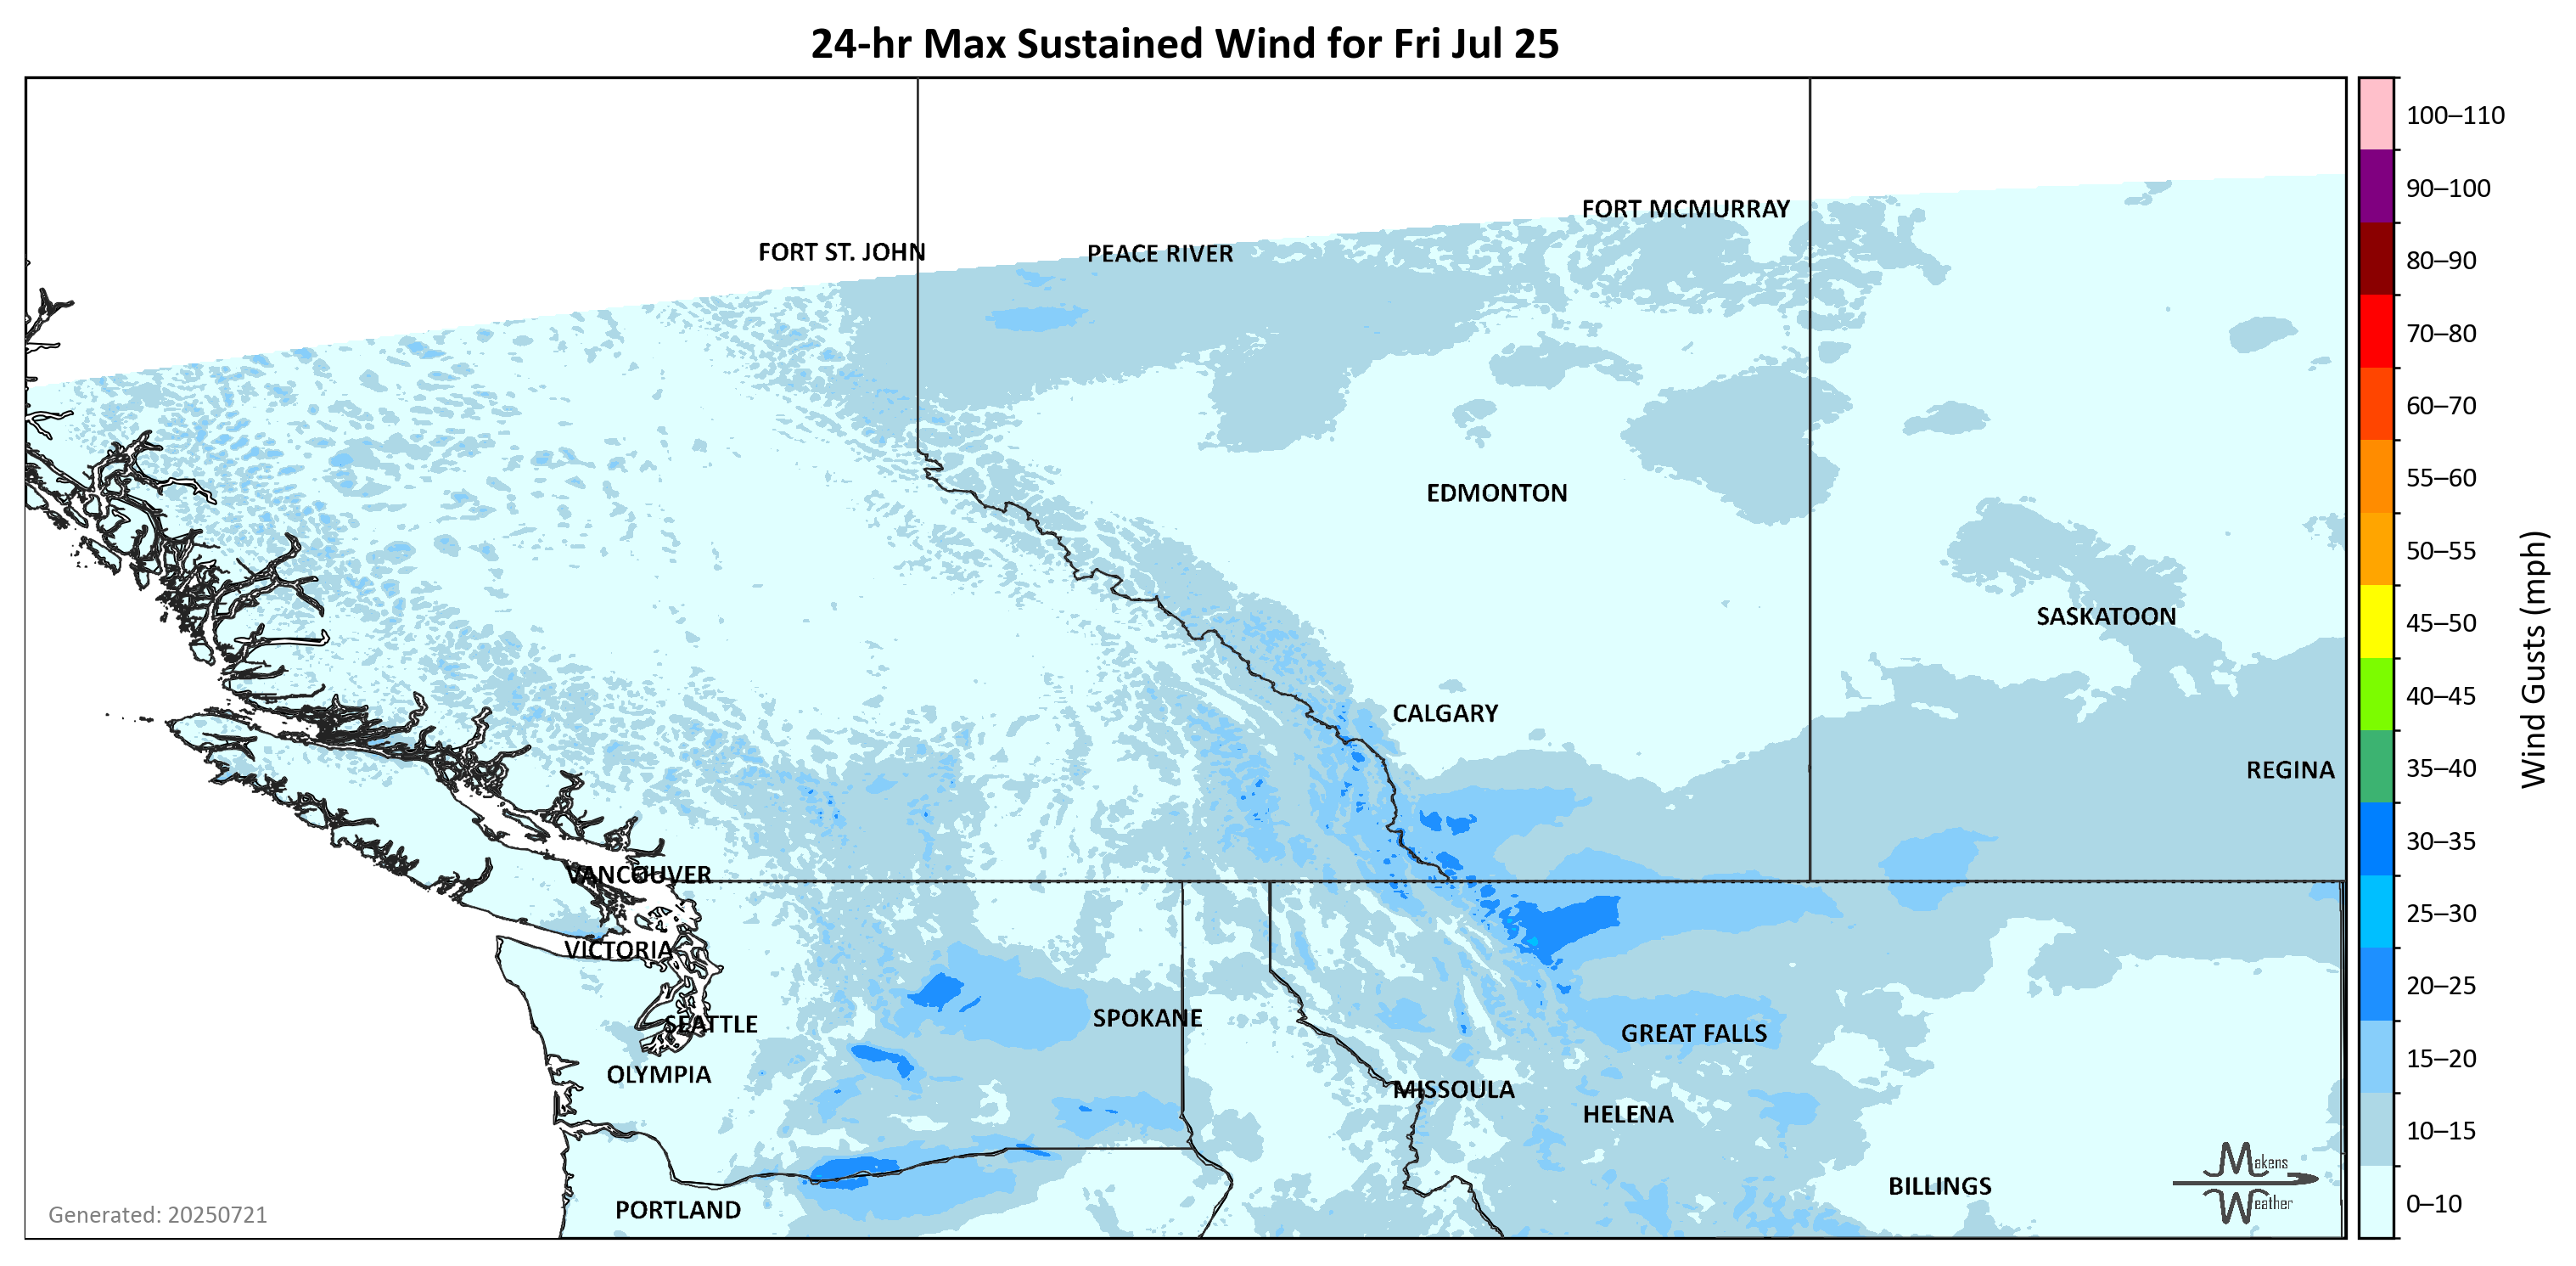 24-hr Max Sustained Wind for Fri Jul 25
100–110
90–100
80–90
70–80
60–70
55–60
50–55
45–50
40–45
35–40
30–35
25–30
20–25
15–20
10–15
0–10
Wind Gusts (mph)
FORT MCMURRAY
FORT ST. JOHN
PEACE RIVER
EDMONTON
SASKATOON
CALGARY
REGINA
VANCOUVER
VICTORIA
SEATTLE
SPOKANE
GREAT FALLS
OLYMPIA
MISSOULA
HELENA
BILLINGS
PORTLAND
Makens
Weather
Generated: 20250721